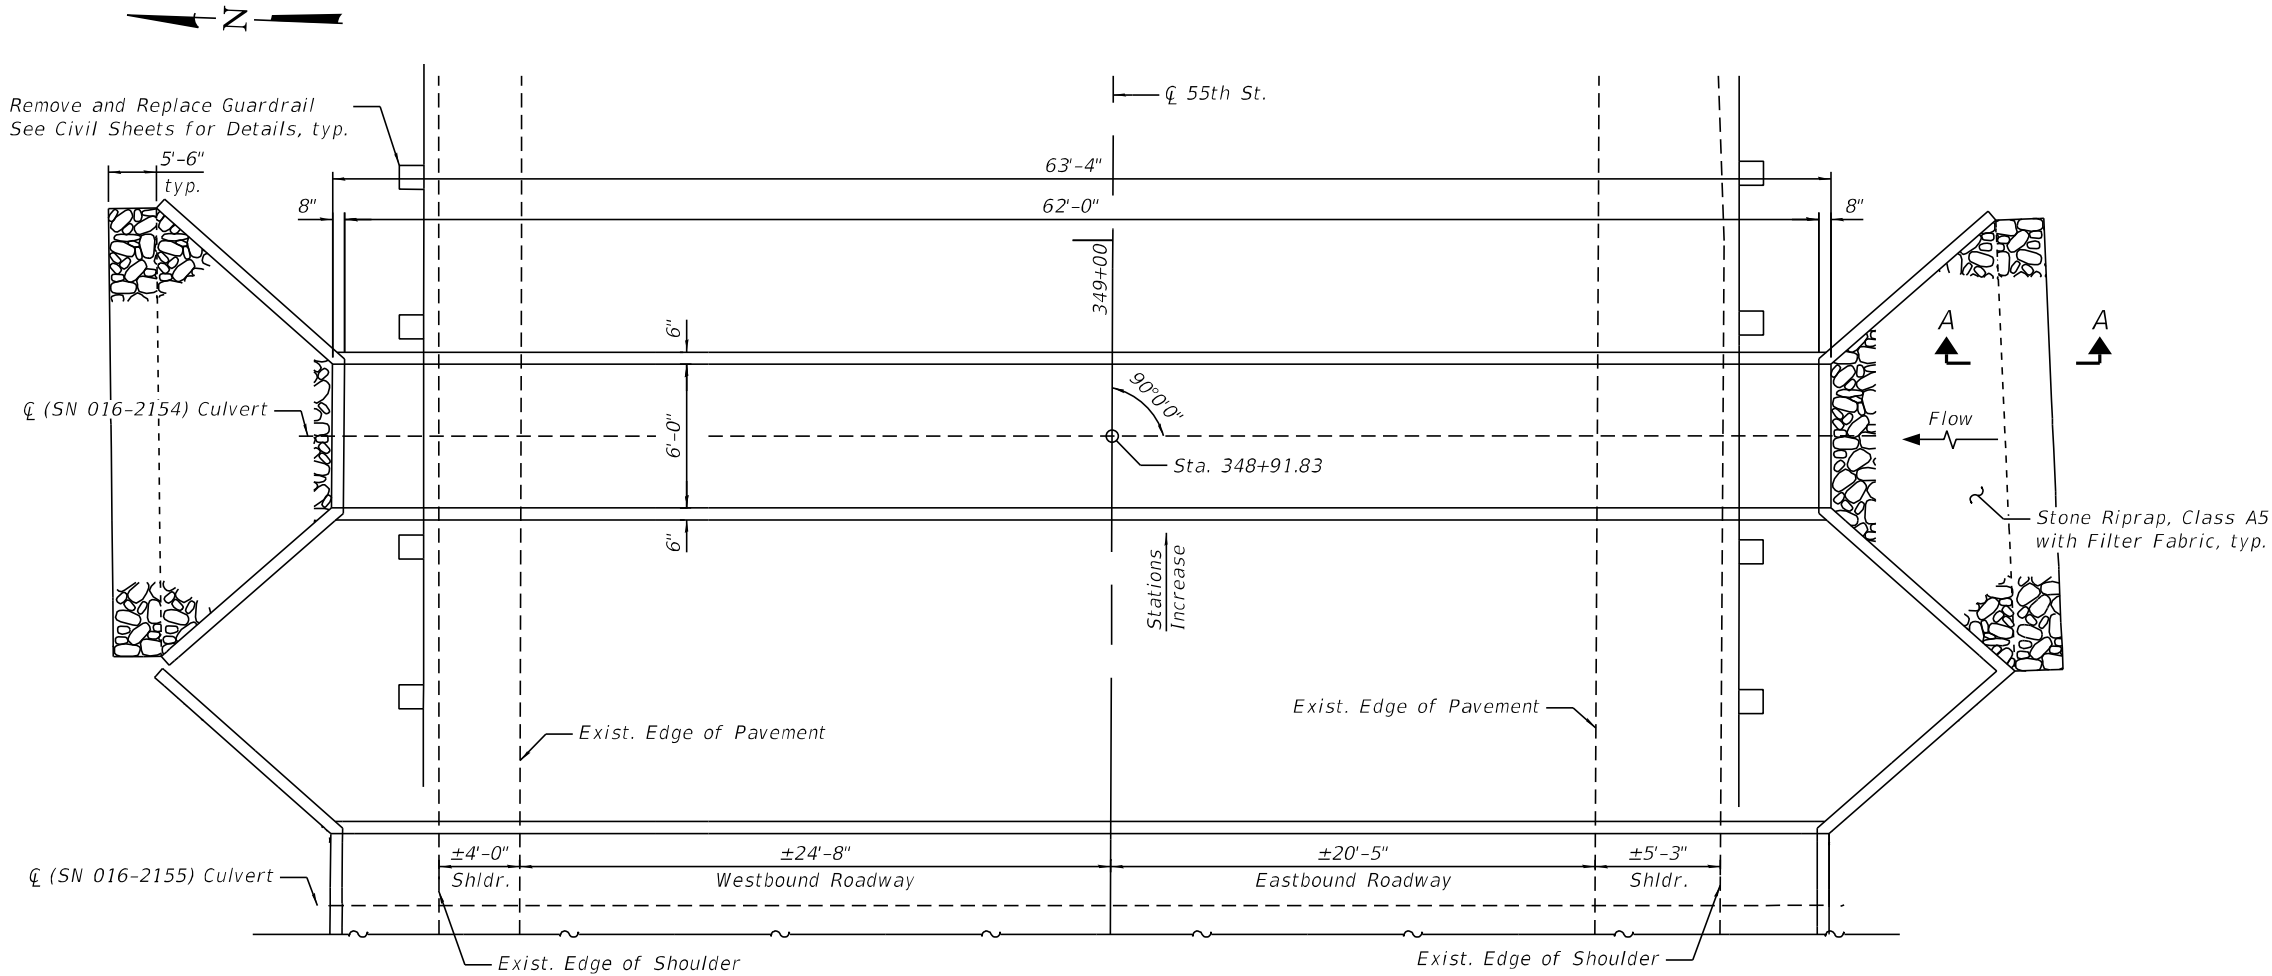 N
℄ 55th St.
Remove and Replace Guardrail
See Civil Sheets for Details, typ.
5'-6"
typ.
63'-4"
8"
62'-0"
8"
349+00
6"
90°0'0"
A
A
℄ (SN 016-2154) Culvert
6'-0"
Flow
Sta. 348+91.83
Stone Riprap, Class A5
with Filter Fabric, typ.
6"
Stations
Increase
Exist. Edge of Pavement
Exist. Edge of Pavement
±4'-0"
Shldr.
±24'-8"
Westbound Roadway
±20'-5"
Eastbound Roadway
±5'-3"
Shldr.
℄ (SN 016-2155) Culvert
Exist. Edge of Shoulder
Exist. Edge of Shoulder